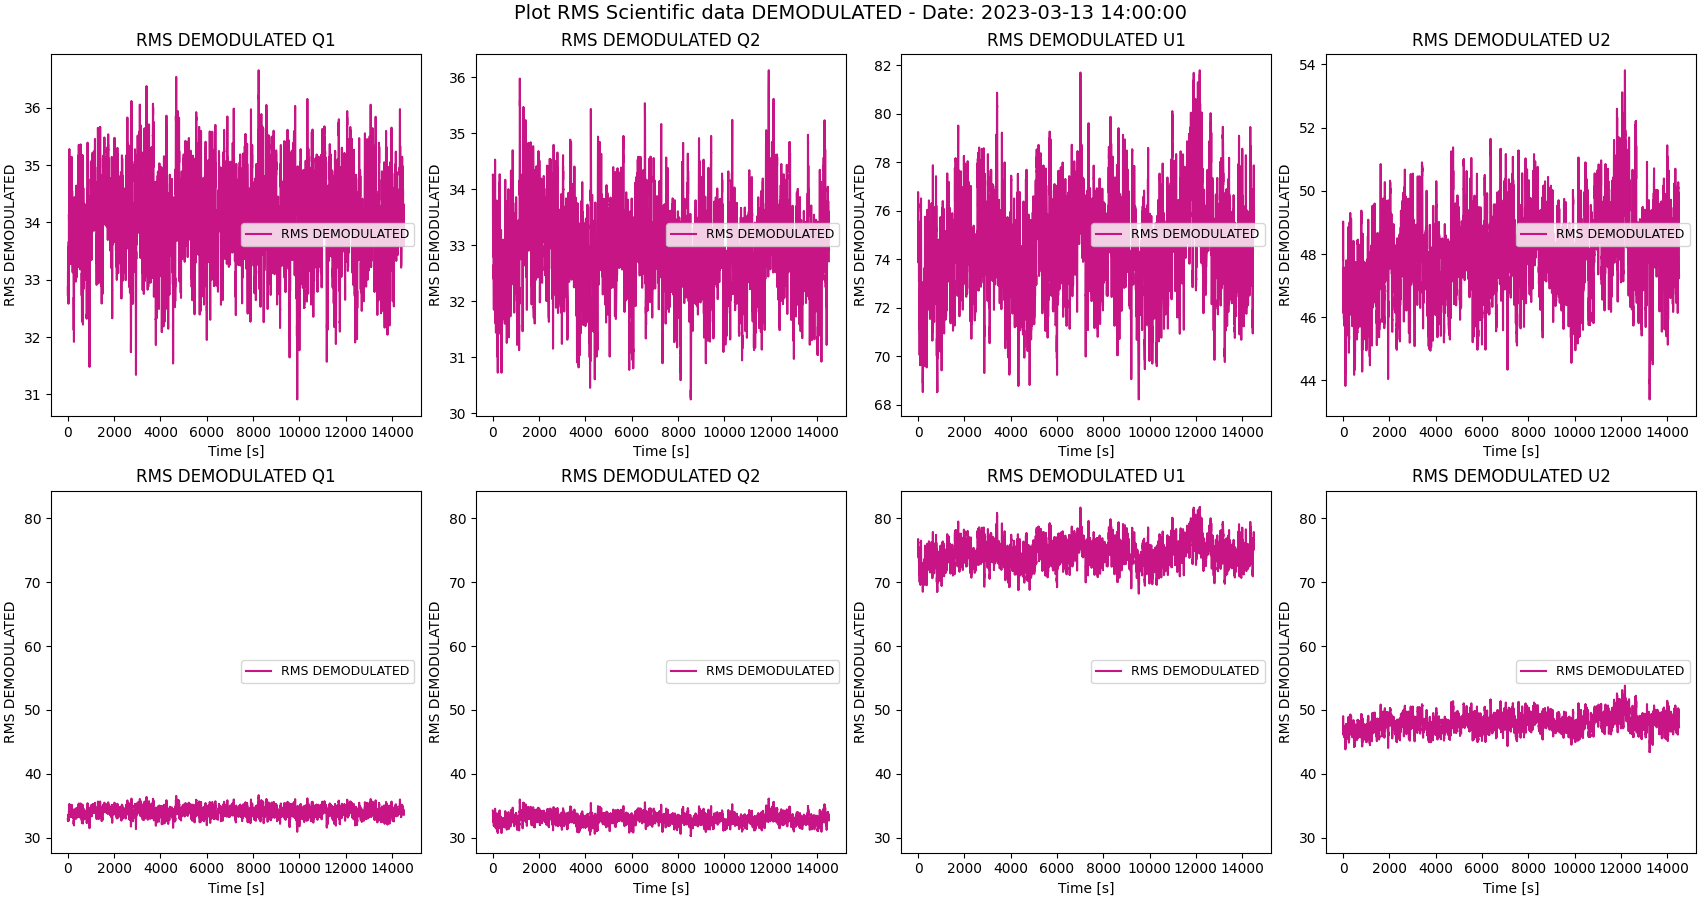 Plot RMS Scientific data DEMODULATED - Date: 2023-03-13 14:00:00
RMS DEMODULATED Q1
RMS DEMODULATED
36
35
34
33
32
31
RMS DEMODULATED
0 2000 4000 6000 8000 10000 12000 14000
Time [s]
RMS DEMODULATED Q2
RMS DEMODULATED
36
35
34
33
32
31
30
RMS DEMODULATED
0 2000 4000 6000 8000 10000 12000 14000
Time [s]
RMS DEMODULATED U1
RMS DEMODULATED
82
80
78
76
74
72
70
68
RMS DEMODULATED
0 2000 4000 6000 8000 10000 12000 14000
Time [s]
RMS DEMODULATED U2
RMS DEMODULATED
54
52
50
48
46
44
RMS DEMODULATED
0 2000 4000 6000 8000 10000 12000 14000
Time [s]
RMS DEMODULATED Q1
RMS DEMODULATED
80
70
60
50
40
30
RMS DEMODULATED
0 2000 4000 6000 8000 10000 12000 14000
Time [s]
RMS DEMODULATED Q2
RMS DEMODULATED
80
70
60
50
40
30
RMS DEMODULATED
0 2000 4000 6000 8000 10000 12000 14000
Time [s]
RMS DEMODULATED U1
RMS DEMODULATED
80
70
60
50
40
30
RMS DEMODULATED
0 2000 4000 6000 8000 10000 12000 14000
Time [s]
RMS DEMODULATED U2
RMS DEMODULATED
80
70
60
50
40
30
RMS DEMODULATED
0 2000 4000 6000 8000 10000 12000 14000
Time [s]